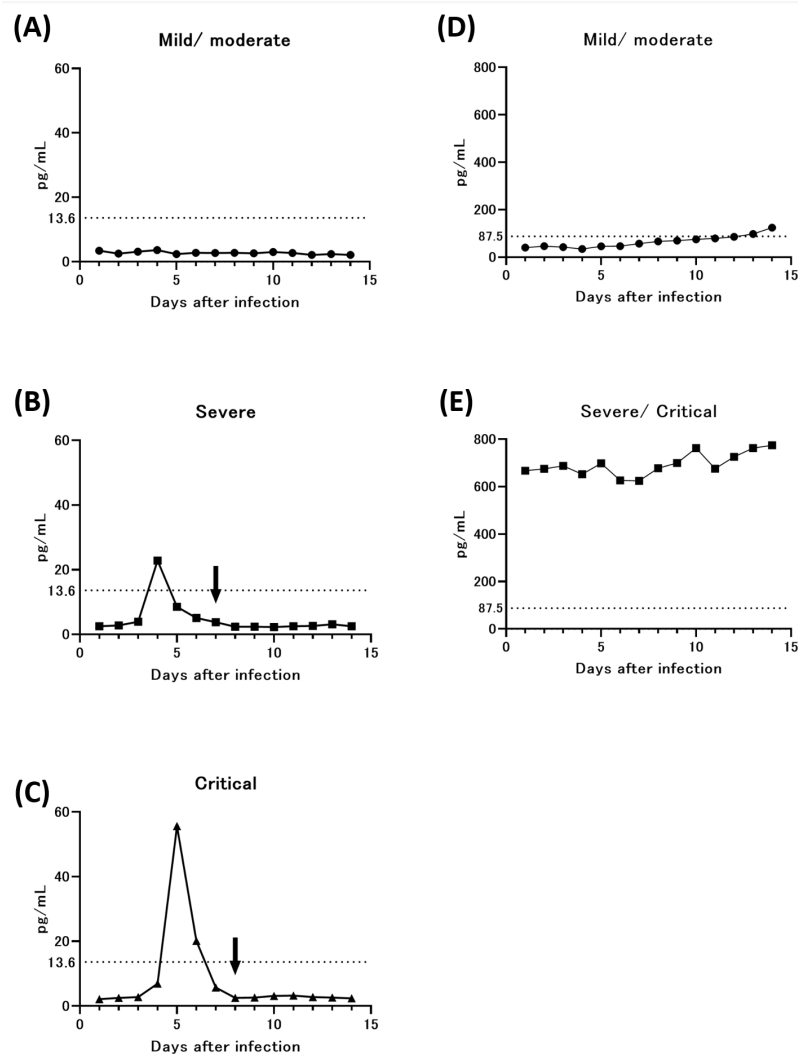 (A)
Mild/ moderate
60
40
20
13.6
0
pg/mL
0 5 10 15
Days after infection
(D)
Mild/ moderate
800
600
400
200
87.5
0
pg/mL
0 5 10 15
Days after infection
(B)
Severe
60
40
20
13.6
0
pg/mL
0 5 10 15
Days after infection
(E)
Severe/ Critical
800
600
400
200
87.5
0
pg/mL
0 5 10 15
Days after infection
(C)
Critical
60
40
20
13.6
0
pg/mL
0 5 10 15
Days after infection